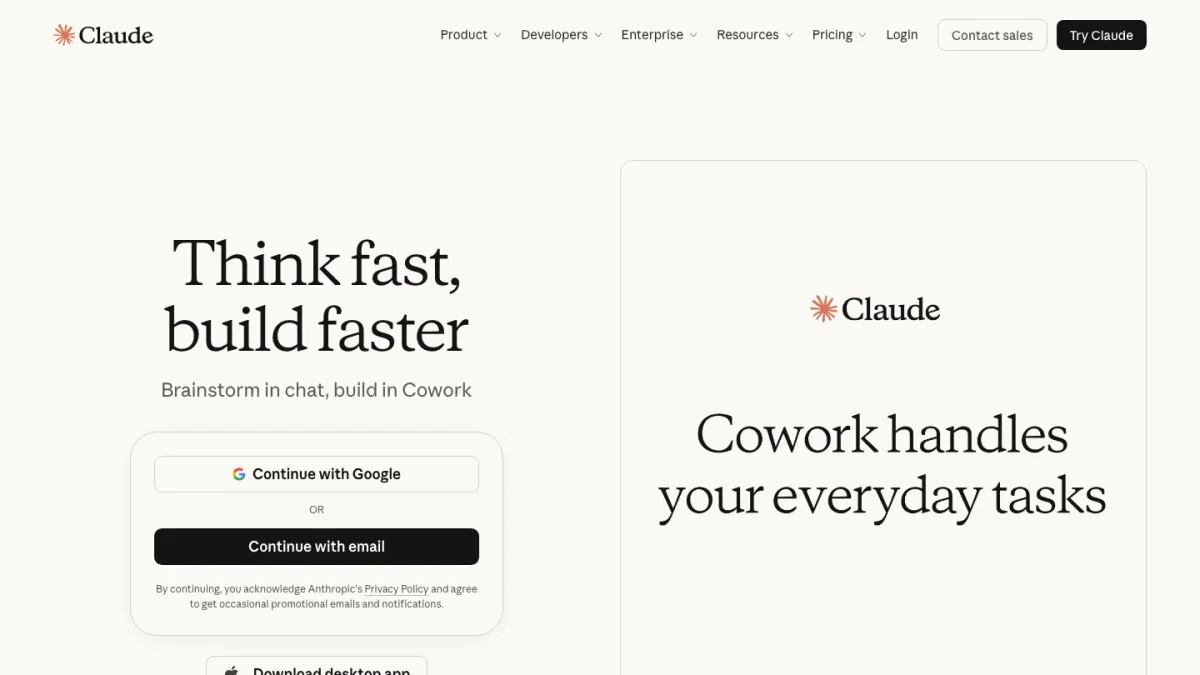 Claude
Product
Developers
Enterprise
Resources
Pricing
Login
Contact sales
Try Claude
Think fast,
build faster
Brainstorm in chat, build in Cowork
Continue with Google
OR
Continue with email
By continuing, you acknowledge Anthropic's Privacy Policy and agree
to get occasional promotional emails and notifications.
Download desktop app
Claude
Cowork handles
your everyday tasks